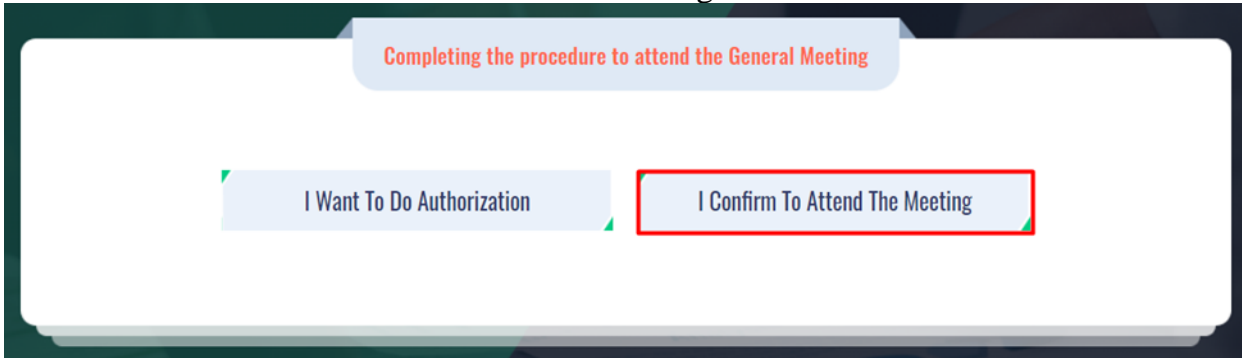 Completing the procedure to attend the General Meeting
I Want To Do Authorization
I Confirm To Attend The Meeting